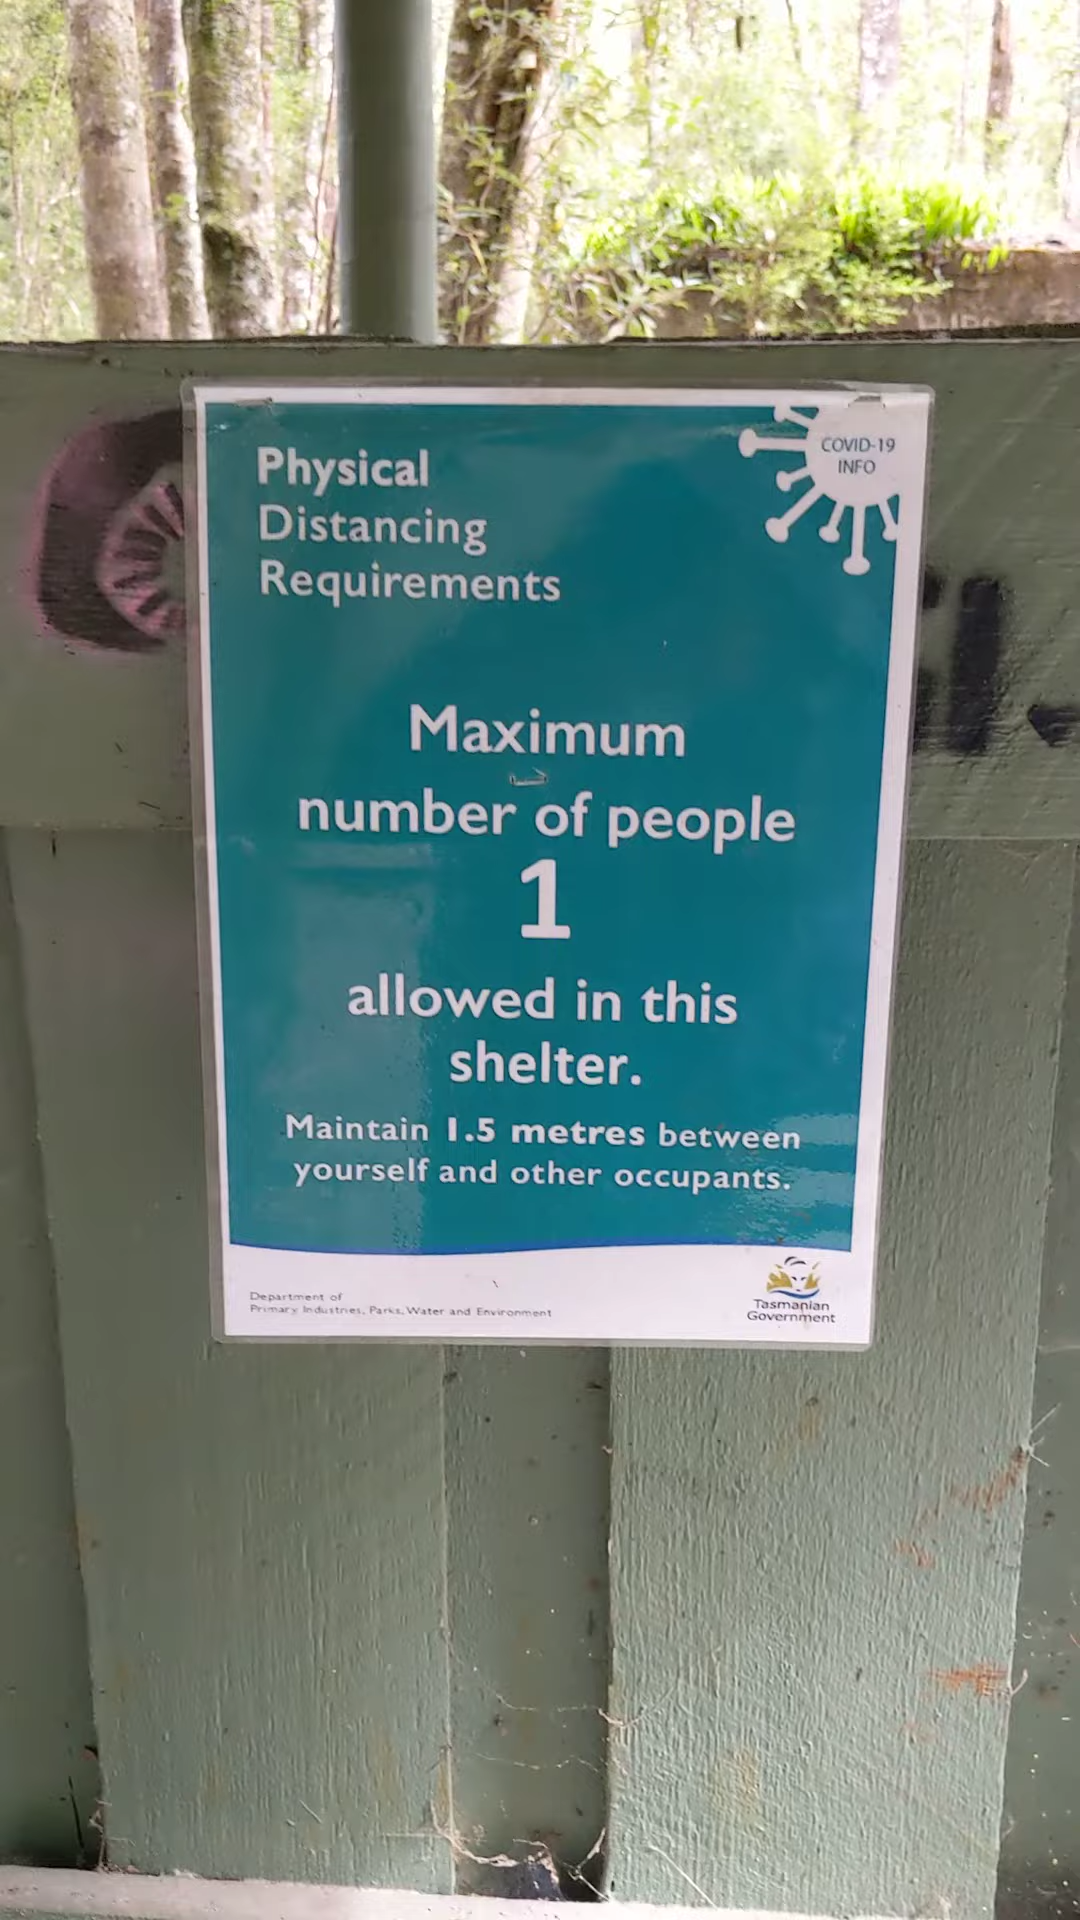 Physical
Distancing
Requirements
COVID-19
INFO
Maximum
number of people
1
allowed in this
shelter.
Maintain 1.5 metres between
yourself and other occupants.
Department of
Primary Industries, Parks, Water and Environment
Tasmanian
Government